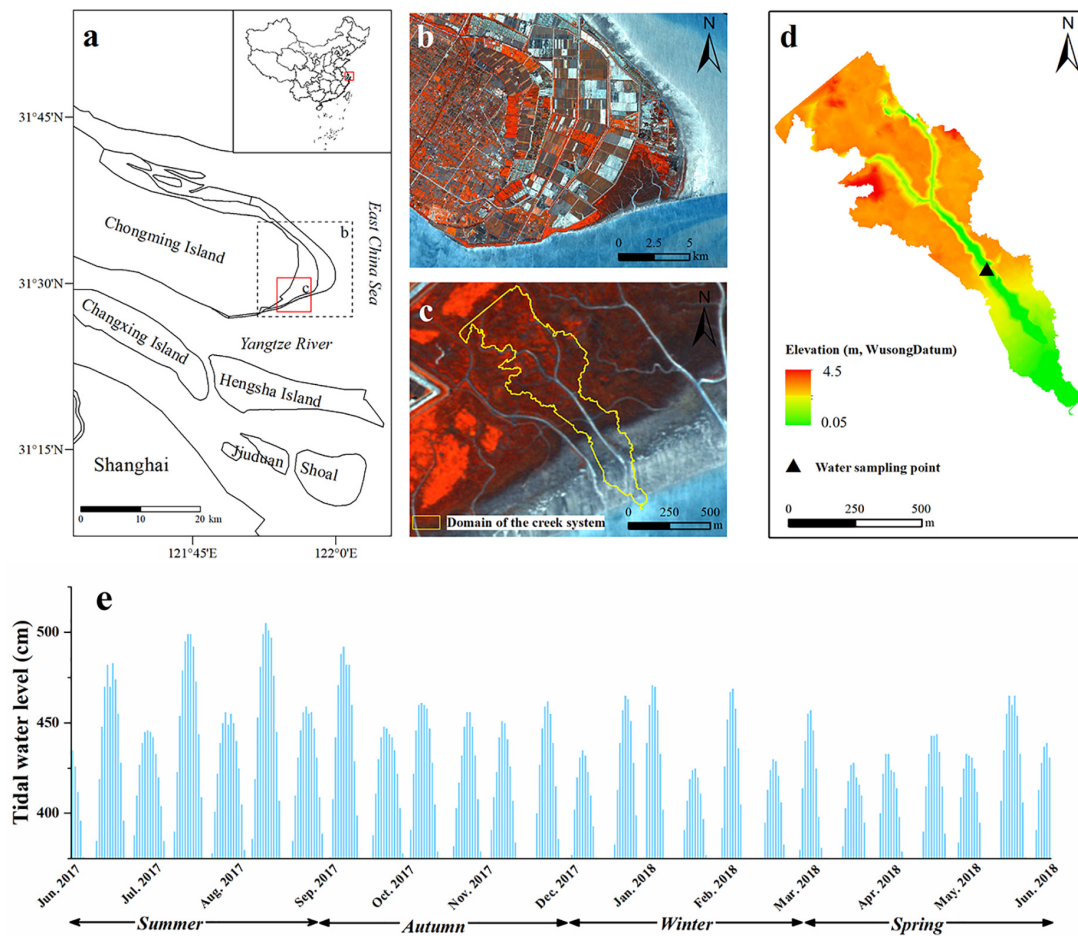 a
31°45'N
31°30'N
31°15'N
121°45'E
122°0'E
Chongming Island
Changxing Island
Hengsha Island
Yangtze River
East China Sea
Jiuduan
Shoal
Shanghai
b
c
0 10 20
km
b
N
0 2.5 5
km
c
N
Domain of the creek system
0 250 500
m
d
N
Elevation (m, WusongDatum)
4.5
0.05
Water sampling point
0 250 500
m
e
Tidal water level (cm)
500
450
400
Jun. 2017
Jul. 2017
Aug. 2017
Sep. 2017
Oct. 2017
Nov. 2017
Dec. 2017
Jan. 2018
Feb. 2018
Mar. 2018
Apr. 2018
May. 2018
Jun. 2018
Summer
Autumn
Winter
Spring